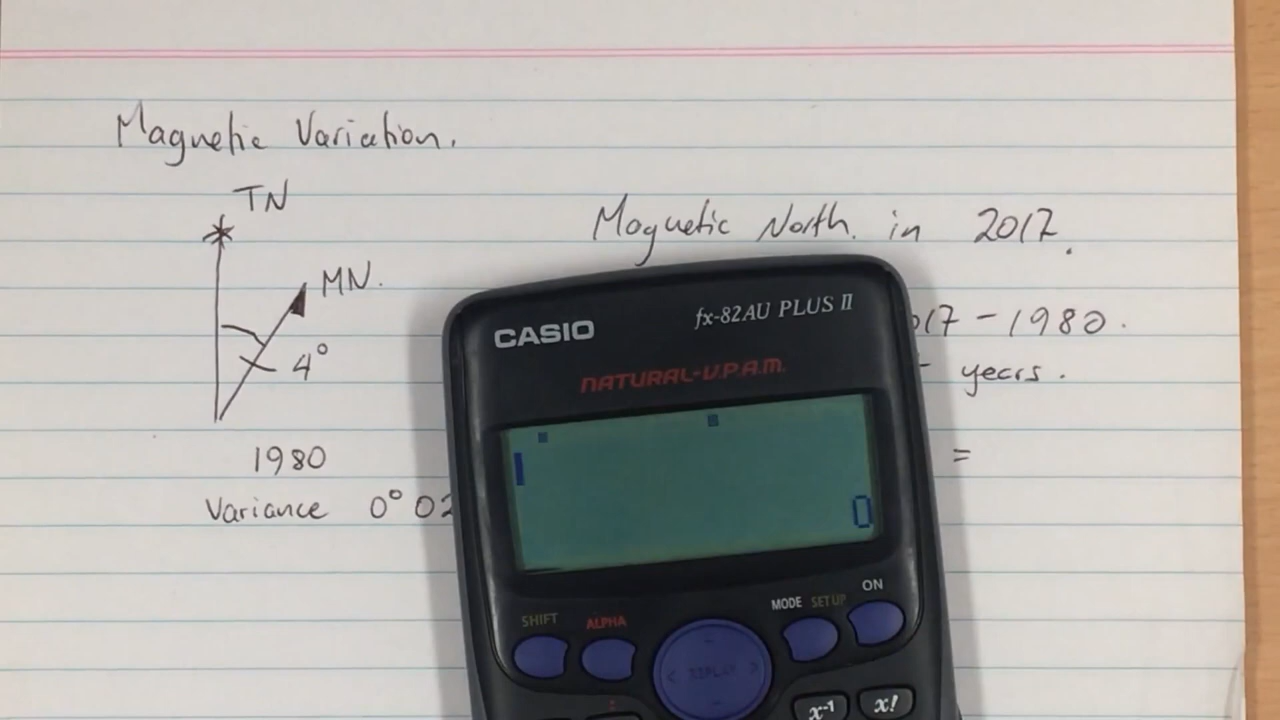 Magnetic Variation.
TN
MN.
4°
1980
Variance 0° 02
Magnetic North. in 2017.
017 - 1980.
years.
=
CASIO
fx-82AU PLUS II
NATURAL-V.P.A.M.
0
SHIFT
ALPHA
MODE SETUP
ON
< REPLAY >
x⁻¹
x!